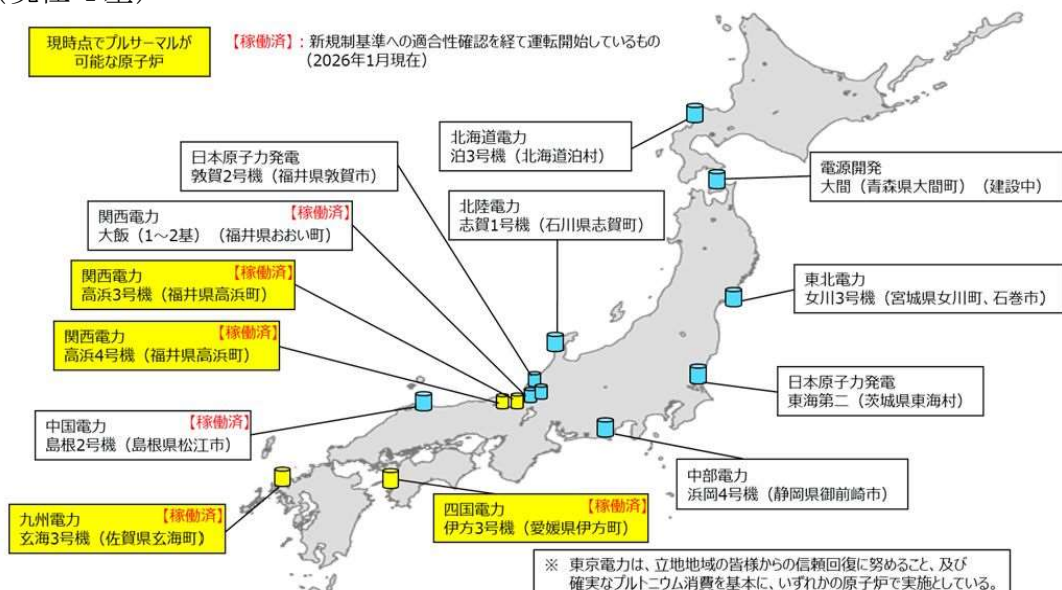 現時点でプルサーマルが
可能な原子炉
【稼働済】：新規制基準への適合性確認を経て運転開始しているもの
（2026年1月現在）
北海道電力
泊3号機（北海道泊村）
電源開発
大間（青森県大間町）（建設中）
日本原子力発電
敦賀2号機（福井県敦賀市）
北陸電力
志賀1号機（石川県志賀町）
関西電力 【稼働済】
大飯（1～2基）（福井県おおい町）
関西電力 【稼働済】
高浜3号機（福井県高浜町）
東北電力
女川3号機（宮城県女川町、石巻市）
関西電力 【稼働済】
高浜4号機（福井県高浜町）
日本原子力発電
東海第二（茨城県東海村）
中国電力 【稼働済】
島根2号機（島根県松江市）
中部電力
浜岡4号機（静岡県御前崎市）
九州電力 【稼働済】
玄海3号機（佐賀県玄海町）
四国電力 【稼働済】
伊方3号機（愛媛県伊方町）
※ 東京電力は、立地地域の皆様からの信頼回復に努めること、及び
確実なプルトニウム消費を基本に、いずれかの原子炉で実施としている。